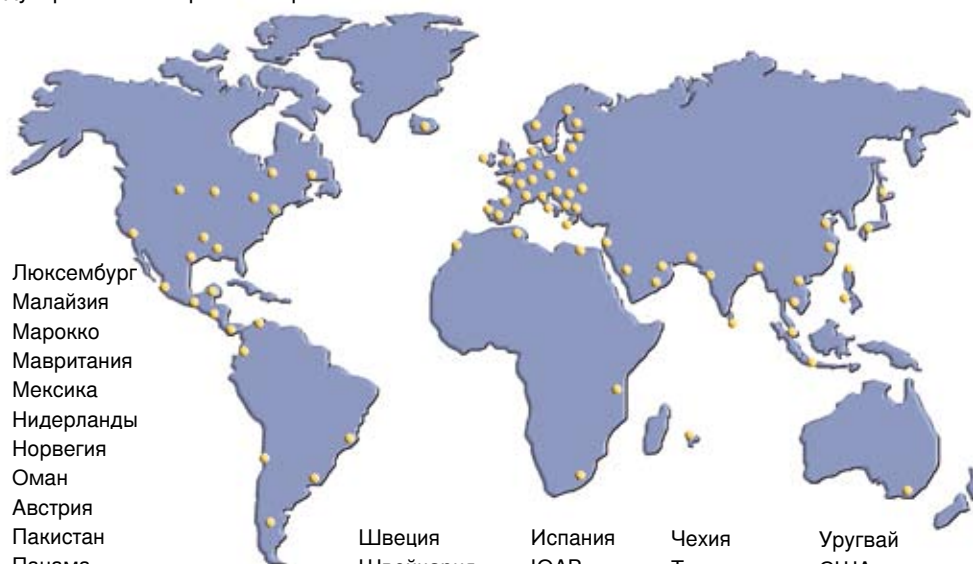 Люксембург
Малайзия
Марокко
Мавритания
Мексика
Нидерланды
Норвегия
Оман
Австрия
Пакистан
Швеция
Испания
Чехия
Уругвай